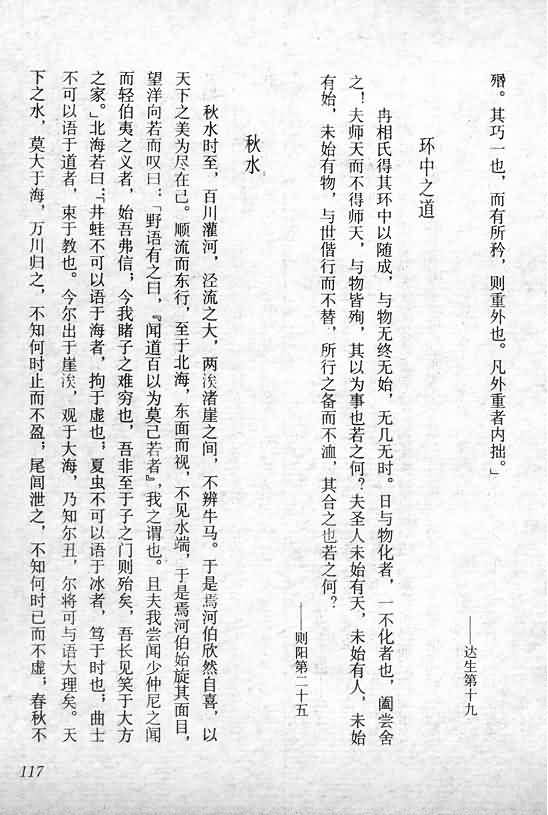 殙。其巧一也，而有所矜，则重外也。凡外重者内拙。」
——达生第十九
环中之道
冉相氏得其环中以随成，与物无终无始，无几无时。日与物化者，一不化者也，阖尝舍
之！夫师天而不得师天，与物皆殉，其以为事也若之何？夫圣人未始有天，未始有人，未始
有始，未始有物，与世偕行而不替，所行之备而不洫，其合之也若之何？
——则阳第二十五
秋水
秋水时至，百川灌河，泾流之大，两涘渚崖之间，不辨牛马。于是焉河伯欣然自喜，以
天下之美为尽在己。顺流而东行，至于北海，东面而视，不见水端，于是焉河伯始旋其面目，
望洋向若而叹曰：「野语有之曰，『闻道百以为莫己若者』，我之谓也。且夫我尝闻少仲尼之闻
而轻伯夷之义者，始吾弗信；今我睹子之难穷也，吾非至于子之门则殆矣，吾长见笑于大方
之家。」北海若曰：「井蛙不可以语于海者，拘于虚也；夏虫不可以语于冰者，笃于时也；曲士
不可以语于道者，束于教也。今尔出于崖涘，观于大海，乃知尔丑，尔将可与语大理矣。天
下之水，莫大于海，万川归之，不知何时止而不盈；尾闾泄之，不知何时已而不虚；春秋不
117